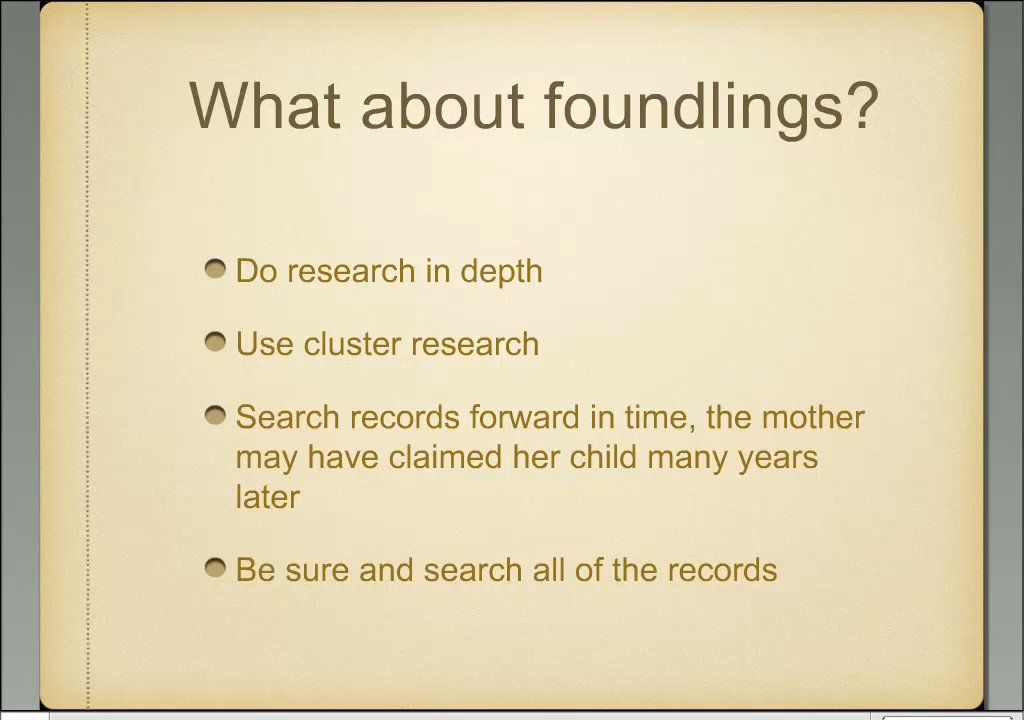 What about foundlings?
Do research in depth
Use cluster research
Search records forward in time, the mother
may have claimed her child many years
later
Be sure and search all of the records